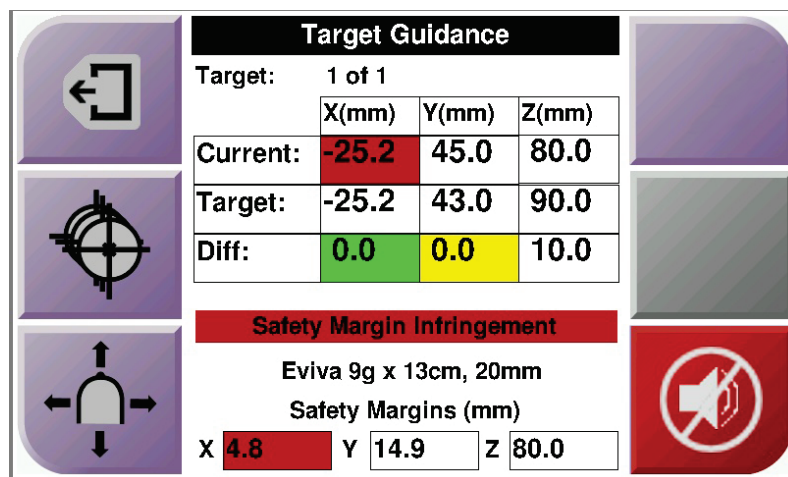 Target Guidance
Target: 1 of 1
X(mm) Y(mm) Z(mm)
Current: -25.2 45.0 80.0
Target: -25.2 43.0 90.0
Diff: 0.0 0.0 10.0
Safety Margin Infringement
Eviva 9g x 13cm, 20mm
Safety Margins (mm)
X 4.8 Y 14.9 Z 80.0